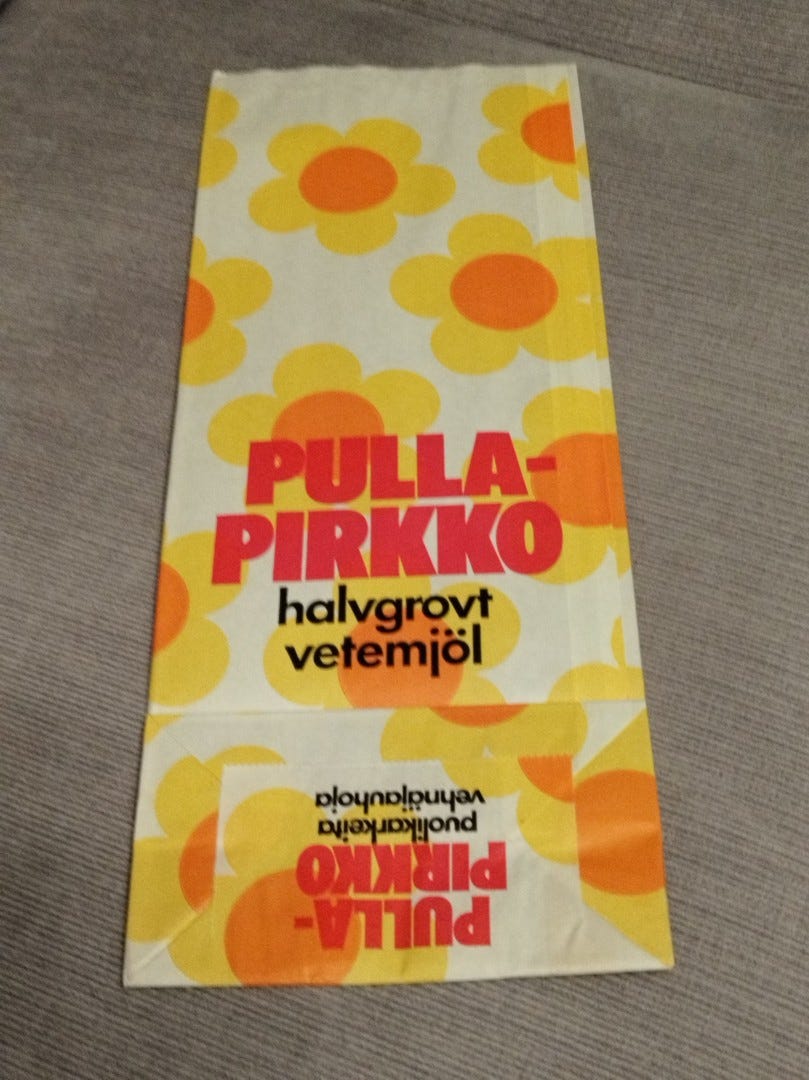 PULLA-
PIRKKO
halvgrovt
vetemjöl
PULLA-
PIRKKO
puolikarkeita
vehnäjauhoja